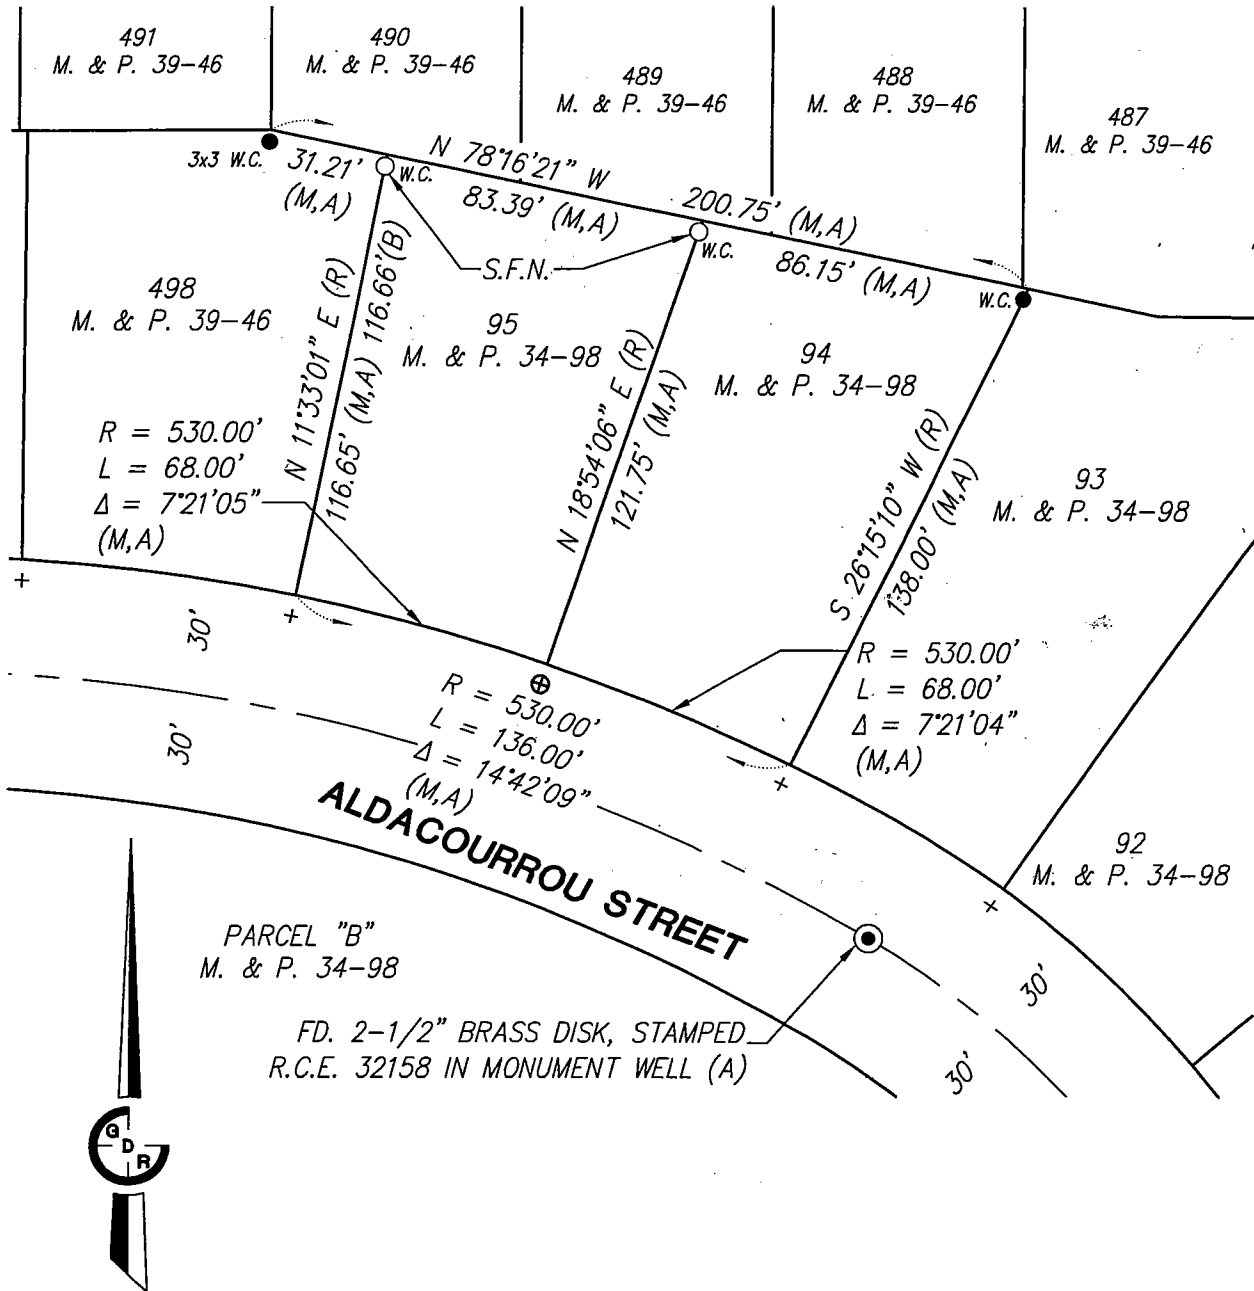 491
M. & P. 39-46
490
M. & P. 39-46
489
M. & P. 39-46
488
M. & P. 39-46
487
M. & P. 39-46
3x3 W.C.
31.21'
(M,A)
W.C.
N 78°16'21" W
83.39' (M,A)
200.75' (M,A)
W.C.
86.15' (M,A)
W.C.
S.F.N.
498
M. & P. 39-46
N 11°33'01" E (R)
116.65' (M,A) 116.66'(B)
95
M. & P. 34-98
N 18°54'06" E (R)
121.75' (M,A)
94
M. & P. 34-98
S 26°15'10" W (R)
138.00' (M,A)
93
M. & P. 34-98
R = 530.00'
L = 68.00'
Δ = 7°21'05"
(M,A)
R = 530.00'
L = 68.00'
Δ = 7°21'04"
(M,A)
30'
30'
R = 530.00'
L = 136.00'
Δ = 14°42'09"
(M,A)
ALDACOURROU STREET
92
M. & P. 34-98
30'
30'
PARCEL "B"
M. & P. 34-98
FD. 2-1/2" BRASS DISK, STAMPED
R.C.E. 32158 IN MONUMENT WELL (A)
G
D
R